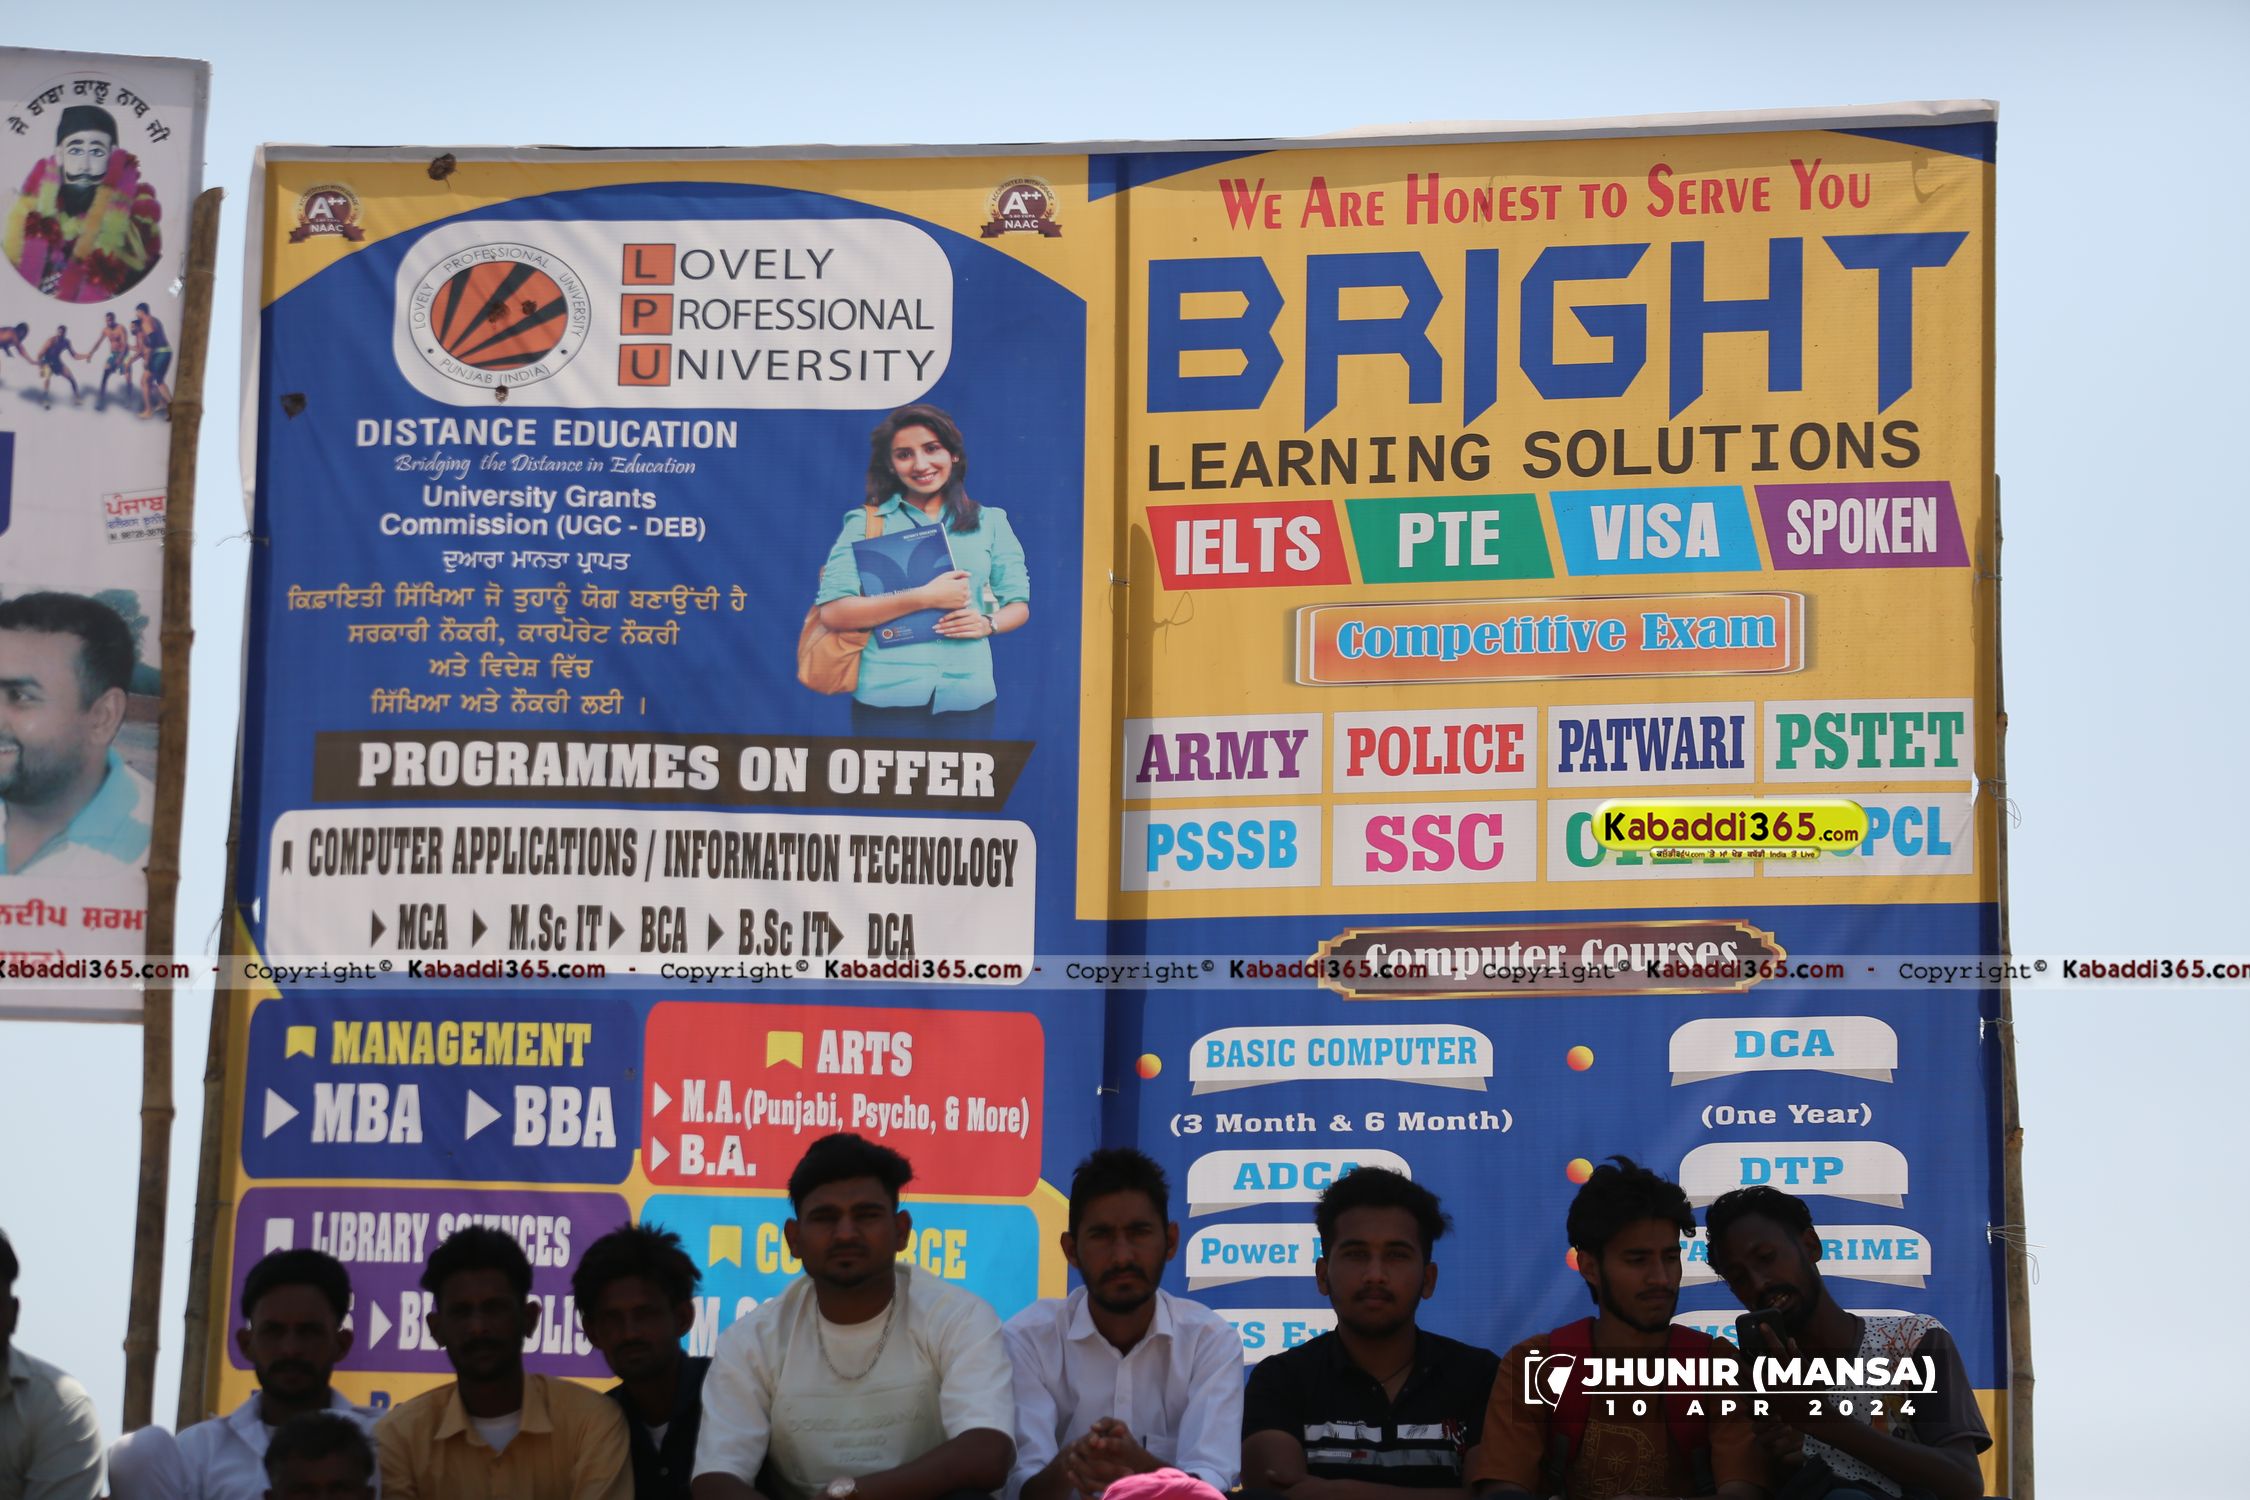 ਜੈ ਬਾਬਾ ਕਾਲੂ ਨਾਥ ਜੀ
ਪੰਜਾਬ
ਨਦੀਪ ਸ਼ਰਮਾ
A++
NAAC
A++
NAAC
LOVELY PROFESSIONAL UNIVERSITY
PUNJAB (INDIA)
LOVELY
PROFESSIONAL
UNIVERSITY
DISTANCE EDUCATION
Bridging the Distance in Education
University Grants
Commission (UGC - DEB)
ਦੁਆਰਾ ਮਾਨਤਾ ਪ੍ਰਾਪਤ
ਕਿਫ਼ਾਇਤੀ ਸਿੱਖਿਆ ਜੋ ਤੁਹਾਨੂੰ ਯੋਗ ਬਣਾਉਂਦੀ ਹੈ
ਸਰਕਾਰੀ ਨੌਕਰੀ, ਕਾਰਪੋਰੇਟ ਨੌਕਰੀ
ਅਤੇ ਵਿਦੇਸ਼ ਵਿੱਚ
ਸਿੱਖਿਆ ਅਤੇ ਨੌਕਰੀ ਲਈ ।
PROGRAMMES ON OFFER
COMPUTER APPLICATIONS / INFORMATION TECHNOLOGY
MCA M.Sc IT BCA B.Sc IT DCA
MANAGEMENT
MBA BBA
ARTS
M.A.(Punjabi, Psycho, & More)
B.A.
LIBRARY SCIENCES
WE ARE HONEST TO SERVE YOU
BRIGHT
LEARNING SOLUTIONS
IELTS PTE VISA SPOKEN
Competitive Exam
ARMY POLICE PATWARI PSTET
PSSSB SSC PCL
Kabaddi365.com
Computer Courses
Kabaddi365.com - Copyright© Kabaddi365.com - Copyright© Kabaddi365.com - Copyright© Kabaddi365.com - Copyright© Kabaddi365.com - Copyright© Kabaddi365.com
BASIC COMPUTER DCA
(3 Month & 6 Month) (One Year)
ADCA DTP
Power RIME
JHUNIR (MANSA)
10 APR 2024